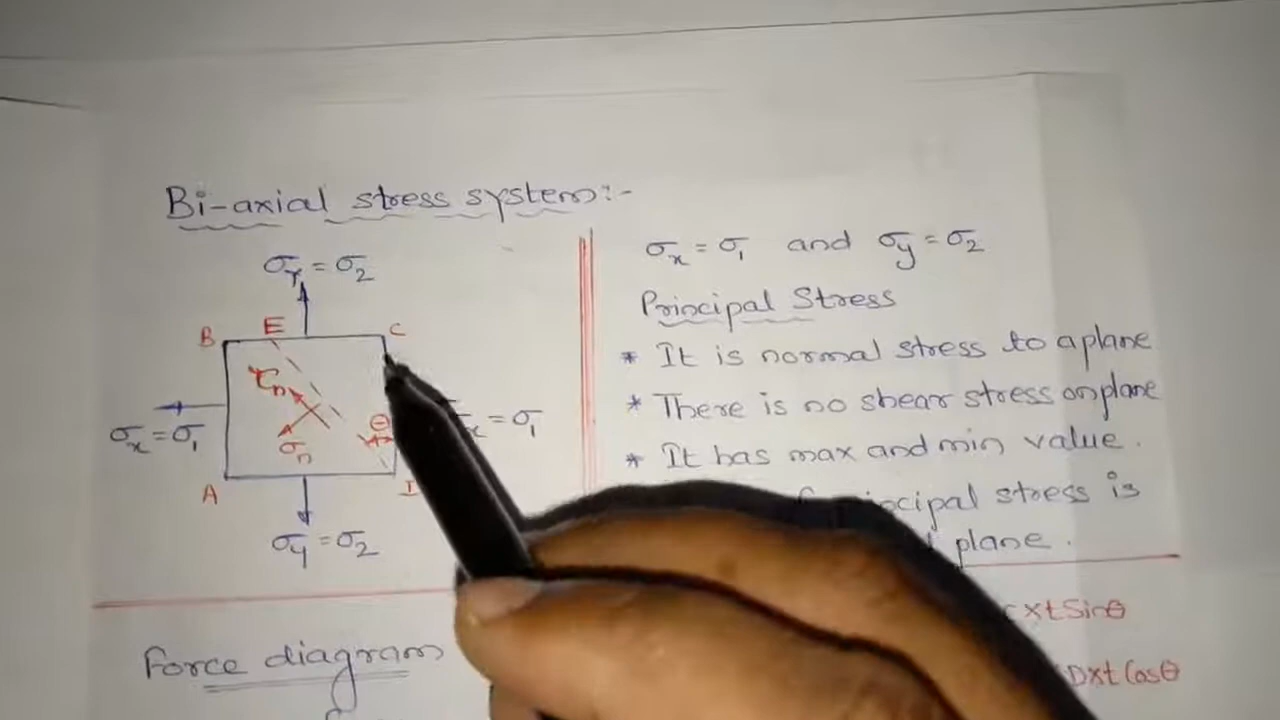 Bi-axial stress system:-
σy = σ2
B E C
τn
θ
σx = σ1
σn
= σ1
A
σy = σ2
σx = σ1 and σy = σ2
Principal Stress
* It is normal stress to a plane
* There is no shear stress on plane
* It has max and min value.
stress is
plane.
Force diagram
xtSinθ
xt Cosθ